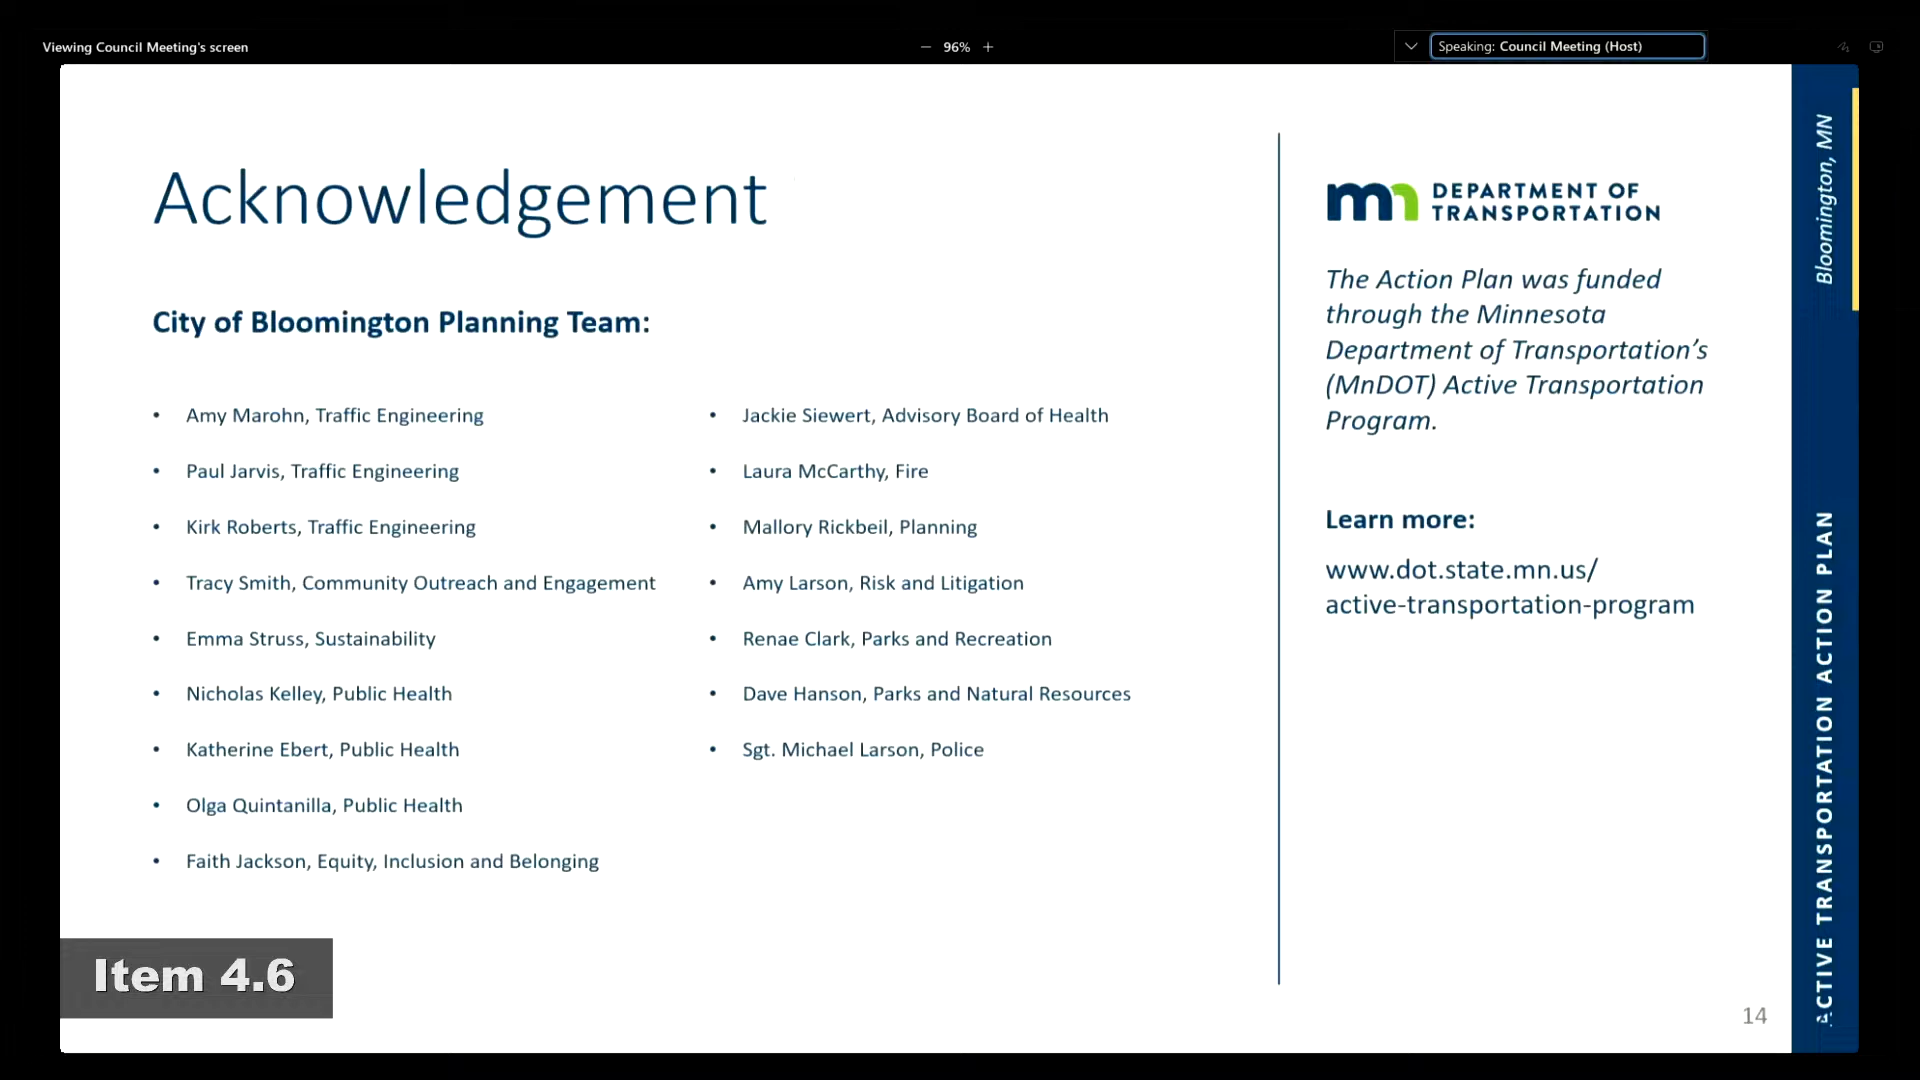 Viewing Council Meeting's screen
96%
Speaking: Council Meeting (Host)
Acknowledgement
City of Bloomington Planning Team:
• Amy Marohn, Traffic Engineering
• Paul Jarvis, Traffic Engineering
• Kirk Roberts, Traffic Engineering
• Tracy Smith, Community Outreach and Engagement
• Emma Struss, Sustainability
• Nicholas Kelley, Public Health
• Katherine Ebert, Public Health
• Olga Quintanilla, Public Health
• Faith Jackson, Equity, Inclusion and Belonging
• Jackie Siewert, Advisory Board of Health
• Laura McCarthy, Fire
• Mallory Rickbeil, Planning
• Amy Larson, Risk and Litigation
• Renae Clark, Parks and Recreation
• Dave Hanson, Parks and Natural Resources
• Sgt. Michael Larson, Police
mn DEPARTMENT OF
TRANSPORTATION
The Action Plan was funded
through the Minnesota
Department of Transportation’s
(MnDOT) Active Transportation
Program.
Learn more:
www.dot.state.mn.us/
active-transportation-program
Bloomington, MN
ACTIVE TRANSPORTATION ACTION PLAN
Item 4.6
14